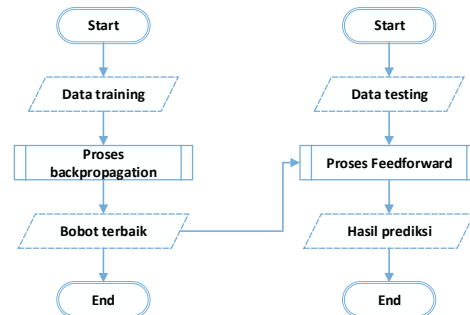 Start
Data training
Proses
backpropagation
Bobot terbaik
End
Start
Data testing
Proses Feedforward
Hasil prediksi
End